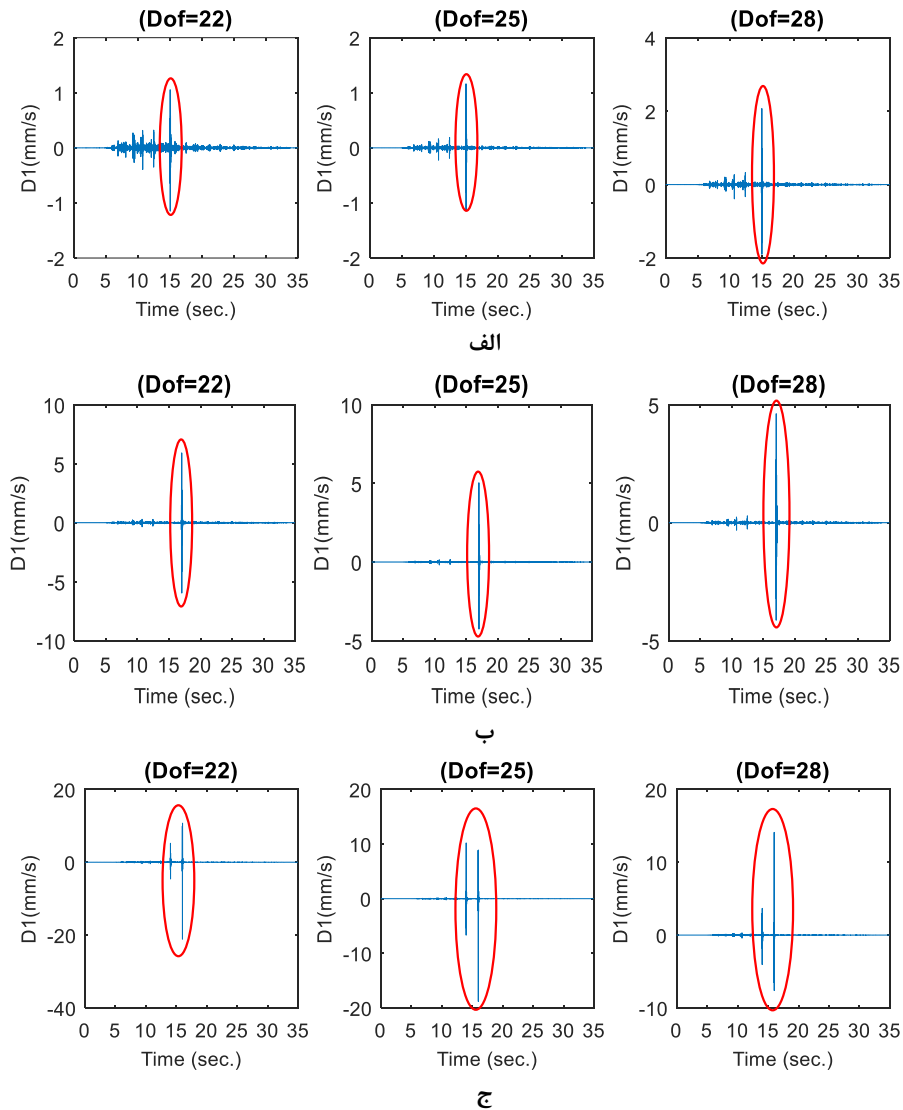 (Dof=22) (Dof=25) (Dof=28)
2 2 4
1 1 2
0 0 0
-1 -1
-2 -2 -2
D1(mm/s) D1(mm/s) D1(mm/s)
0 5 10 15 20 25 30 35 0 5 10 15 20 25 30 35 0 5 10 15 20 25 30 35
Time (sec.) Time (sec.) Time (sec.)
الف
(Dof=22) (Dof=25) (Dof=28)
10 10 5
5 5
0 0 0
-5
-10 -5 -5
D1(mm/s) D1(mm/s) D1(mm/s)
0 5 10 15 20 25 30 35 0 5 10 15 20 25 30 35 0 5 10 15 20 25 30 35
Time (sec.) Time (sec.) Time (sec.)
ب
(Dof=22) (Dof=25) (Dof=28)
20 20 20
10 10
0 0 0
-20 -10
-40 -20 -10
D1(mm/s) D1(mm/s) D1(mm/s)
0 5 10 15 20 25 30 35 0 5 10 15 20 25 30 35 0 5 10 15 20 25 30 35
Time (sec.) Time (sec.) Time (sec.)
ج